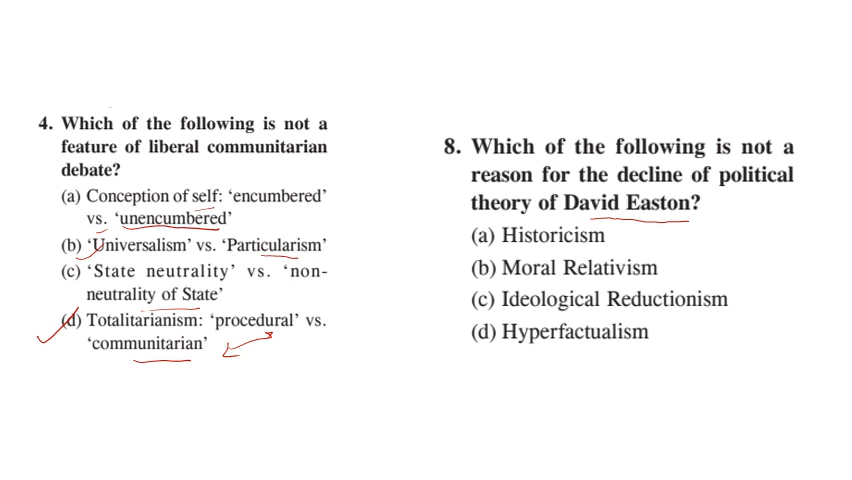 4. Which of the following is not a
feature of liberal communitarian
debate?
(a) Conception of self: ‘encumbered’
vs. ‘unencumbered’
(b) ‘Universalism’ vs. ‘Particularism’
(c) ‘State neutrality’ vs. ‘non-
neutrality of State’
(d) Totalitarianism: ‘procedural’ vs.
‘communitarian’
8. Which of the following is not a
reason for the decline of political
theory of David Easton?
(a) Historicism
(b) Moral Relativism
(c) Ideological Reductionism
(d) Hyperfactualism